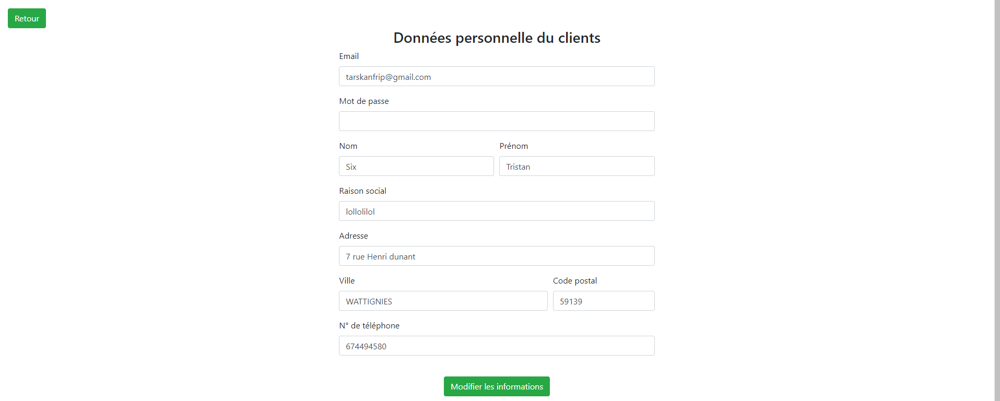 Retour
Données personnelle du clients
Email
tarskanfrip@gmail.com
Mot de passe
Nom Prénom
Six Tristan
Raison social
lollolilol
Adresse
7 rue Henri dunant
Ville Code postal
WATTIGNIES 59139
N° de téléphone
674494580
Modifier les informations